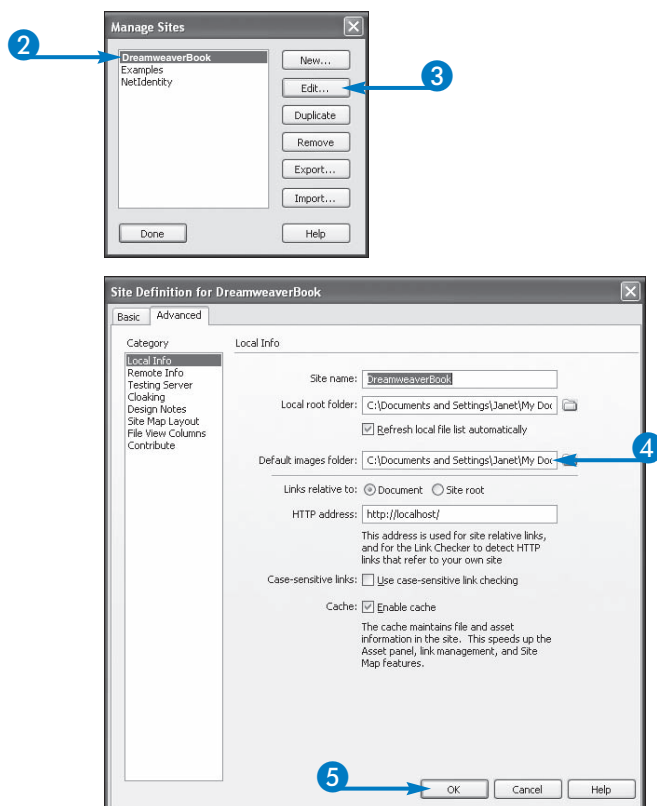 Manage Sites
2
DreamweaverBook
Examples
NetIdentity
New...
Edit...
3
Duplicate
Remove
Export...
Import...
Done
Help
Site Definition for DreamweaverBook
Basic
Advanced
Category
Local Info
Remote Info
Testing Server
Cloaking
Design Notes
Site Map Layout
File View Columns
Contribute
Local Info
Site name: DreamweaverBook
Local root folder: C:\Documents and Settings\Janet\My Doc
Refresh local file list automatically
Default images folder: C:\Documents and Settings\Janet\My Doc
4
Links relative to: Document Site root
HTTP address: http://localhost/
This address is used for site relative links,
and for the Link Checker to detect HTTP
links that refer to your own site
Case-sensitive links: Use case-sensitive link checking
Cache: Enable cache
The cache maintains file and asset
information in the site. This speeds up the
Asset panel, link management, and Site
Map features.
5
OK
Cancel
Help